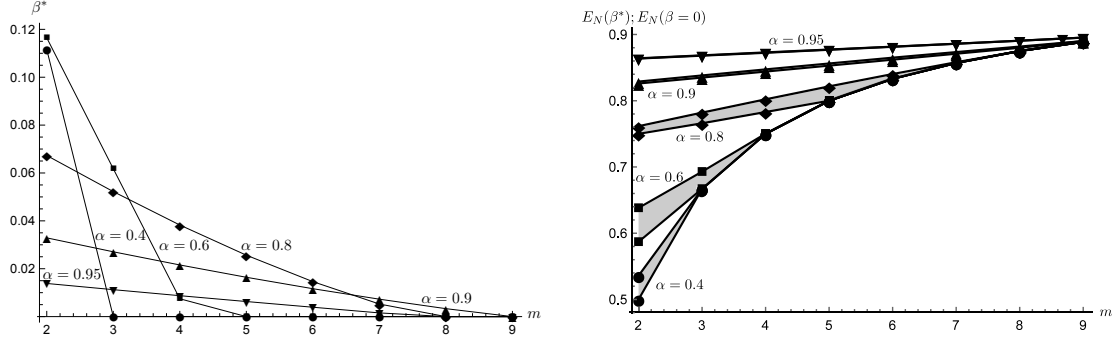 β*
0.12
0.10
0.08
0.06
0.04
0.02
α = 0.95
α = 0.4
α = 0.6
α = 0.8
α = 0.9
2 3 4 5 6 7 8 9 m
E_N(β*); E_N(β = 0)
0.9
0.8
0.7
0.6
0.5
α = 0.95
α = 0.9
α = 0.8
α = 0.6
α = 0.4
2 3 4 5 6 7 8 9 m